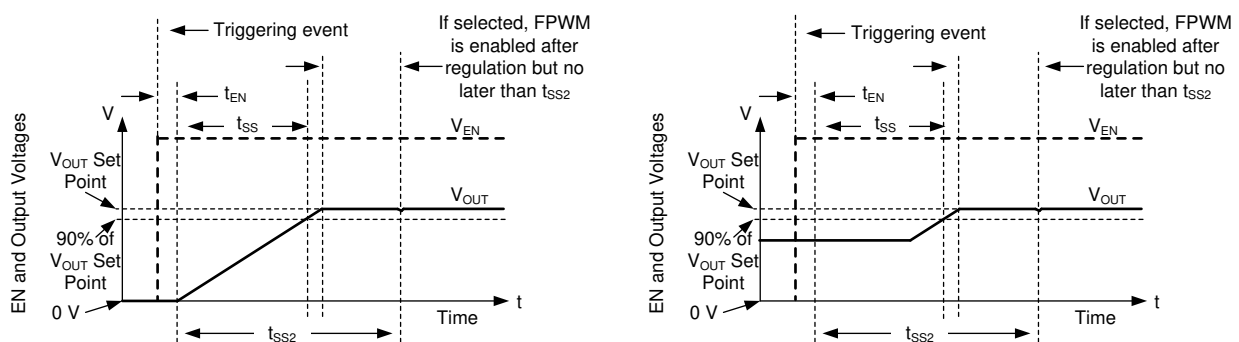 Triggering event
If selected, FPWM
is enabled after
regulation but no
later than tSS2
tEN
V
tSS
VEN
VOUT Set
Point
VOUT
90% of
VOUT Set
Point
0 V
EN and Output Voltages
t
Time
tSS2
Triggering event
If selected, FPWM
is enabled after
regulation but no
later than tSS2
tEN
V
tSS
VEN
VOUT Set
Point
VOUT
90% of
VOUT Set
Point
0 V
EN and Output Voltages
t
Time
tSS2